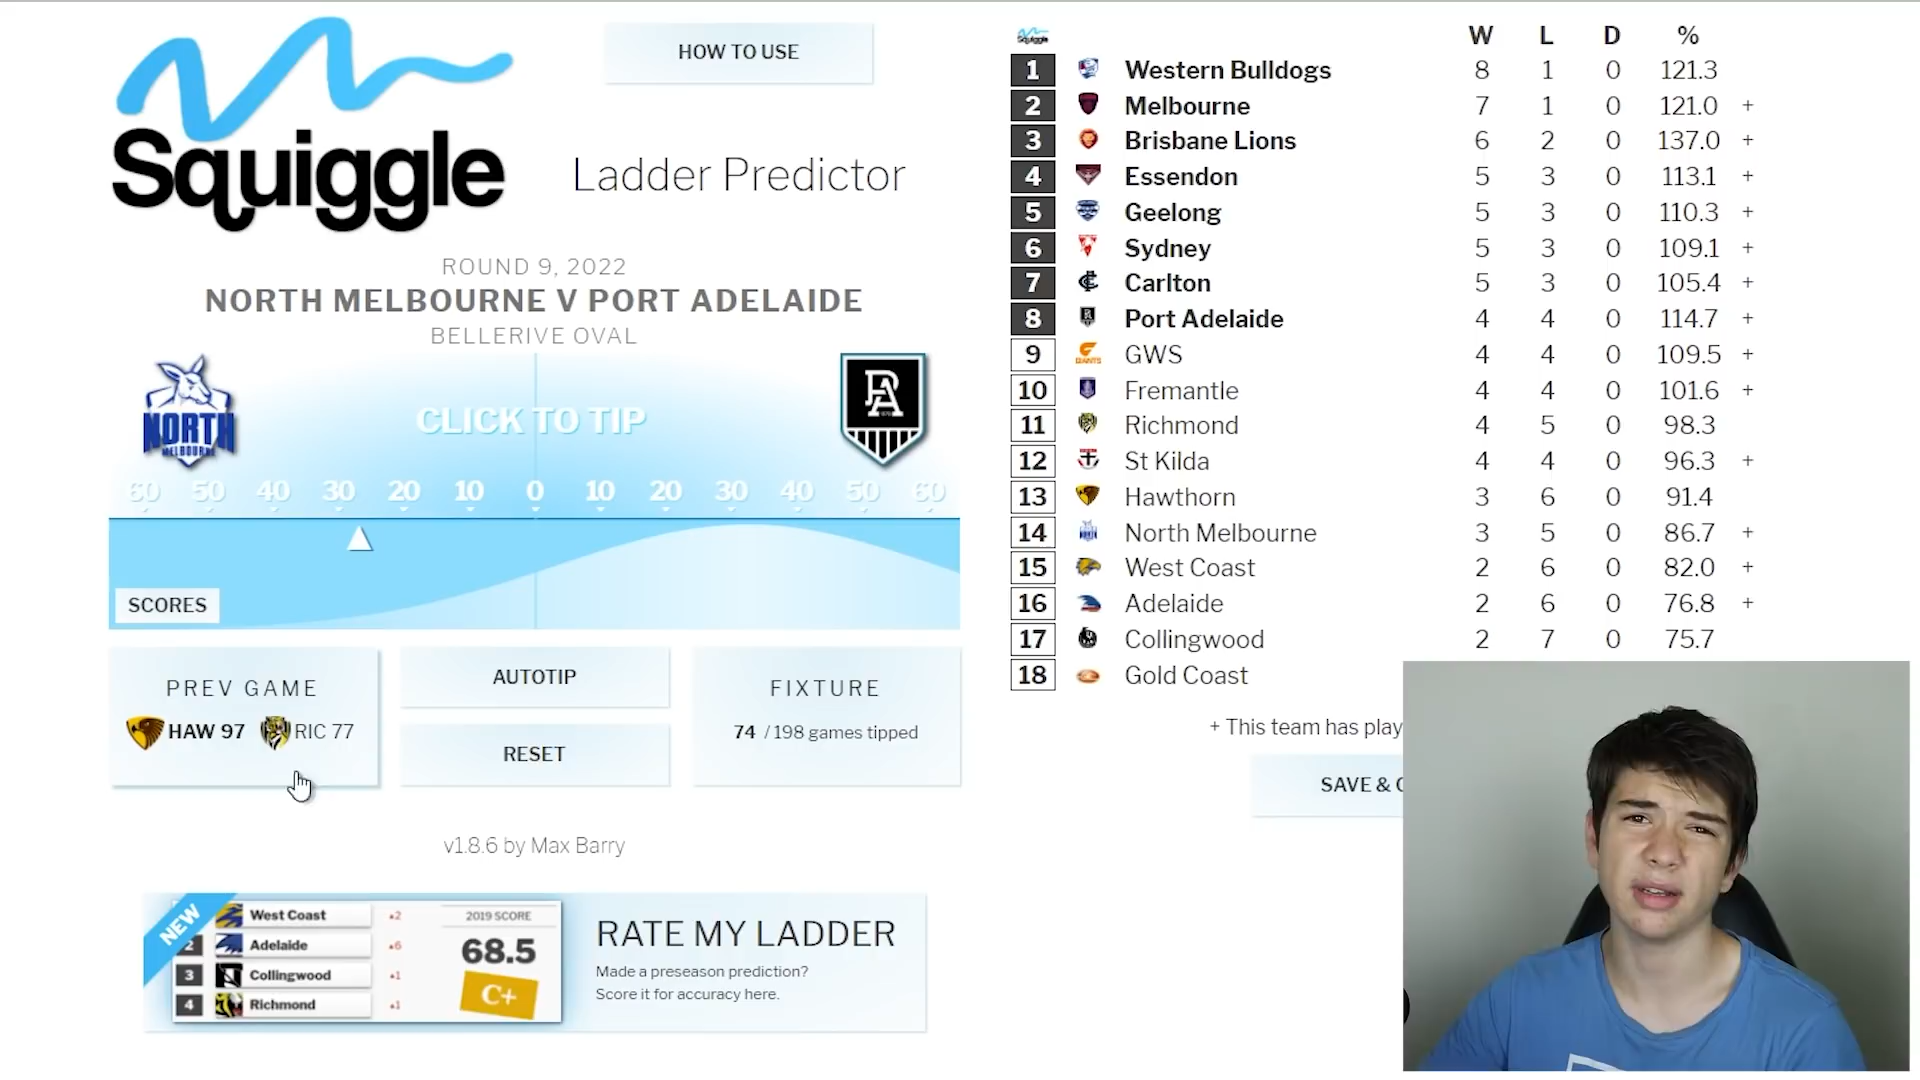 Squiggle
HOW TO USE
Ladder Predictor
ROUND 9, 2022
NORTH MELBOURNE V PORT ADELAIDE
BELLERIVE OVAL
NORTH
MELBOURNE
PA
CLICK TO TIP
60 50 40 30 20 10 0 10 20 30 40 50 60
SCORES
PREV GAME
HAW 97 RIC 77
AUTOTIP
RESET
FIXTURE
74 / 198 games tipped
v1.8.6 by Max Barry
NEW
West Coast ▲2
2 Adelaide ▲6
3 Collingwood ▲1
4 Richmond ▲1
2019 SCORE
68.5
C+
RATE MY LADDER
Made a preseason prediction?
Score it for accuracy here.
Squiggle W L D %
1 Western Bulldogs 8 1 0 121.3
2 Melbourne 7 1 0 121.0 +
3 Brisbane Lions 6 2 0 137.0 +
4 Essendon 5 3 0 113.1 +
5 Geelong 5 3 0 110.3 +
6 Sydney 5 3 0 109.1 +
7 Carlton 5 3 0 105.4 +
8 Port Adelaide 4 4 0 114.7 +
9 GWS 4 4 0 109.5 +
10 Fremantle 4 4 0 101.6 +
11 Richmond 4 5 0 98.3
12 St Kilda 4 4 0 96.3 +
13 Hawthorn 3 6 0 91.4
14 North Melbourne 3 5 0 86.7 +
15 West Coast 2 6 0 82.0 +
16 Adelaide 2 6 0 76.8 +
17 Collingwood 2 7 0 75.7
18 Gold Coast
+ This team has play
SAVE &